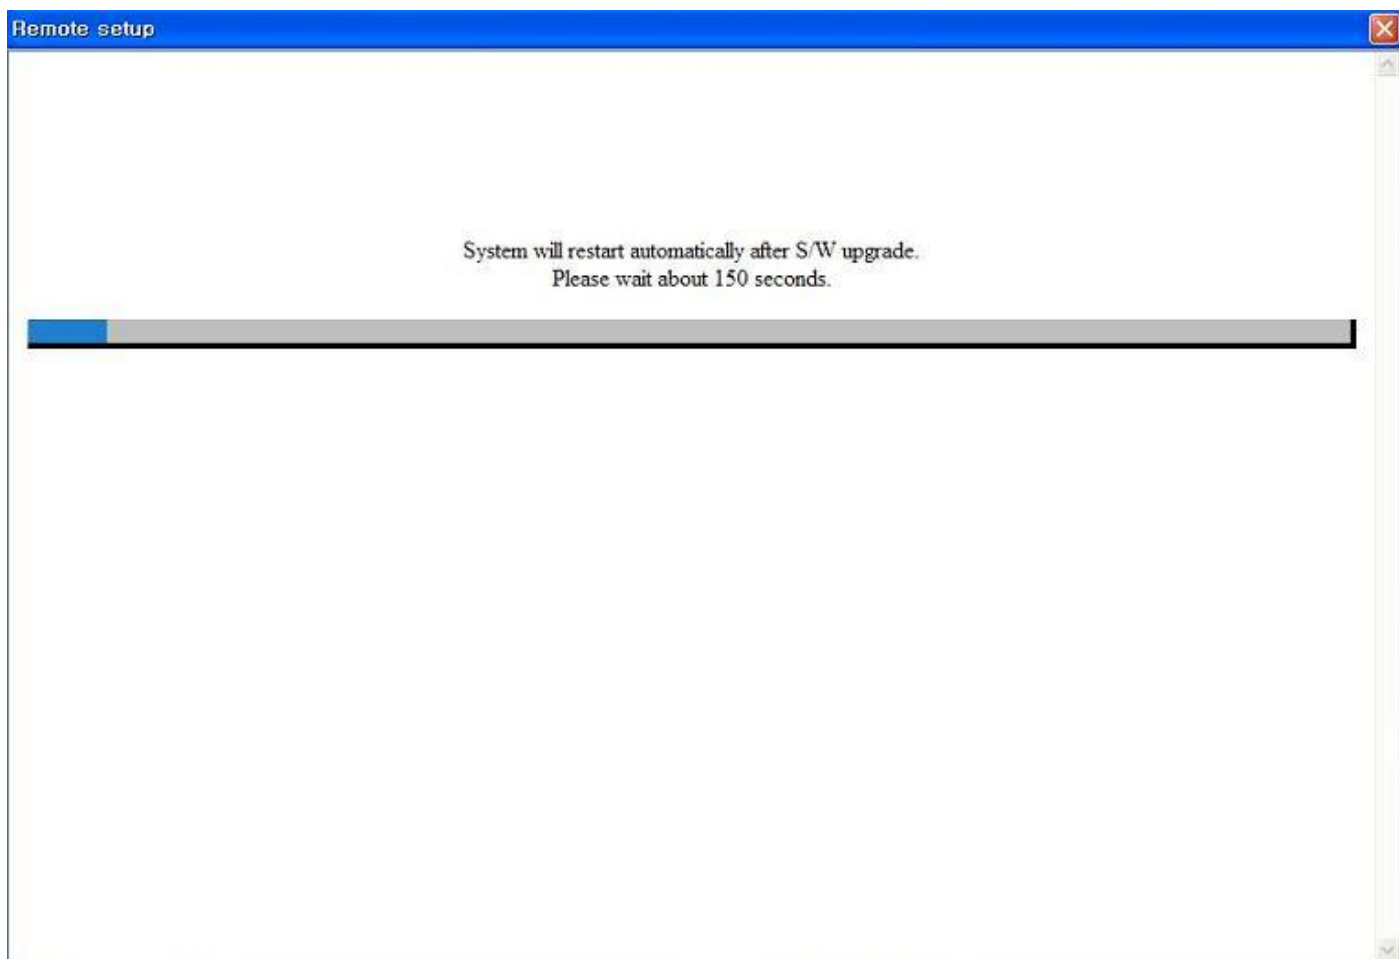 Remote setup
System will restart automatically after S/W upgrade.
Please wait about 150 seconds.